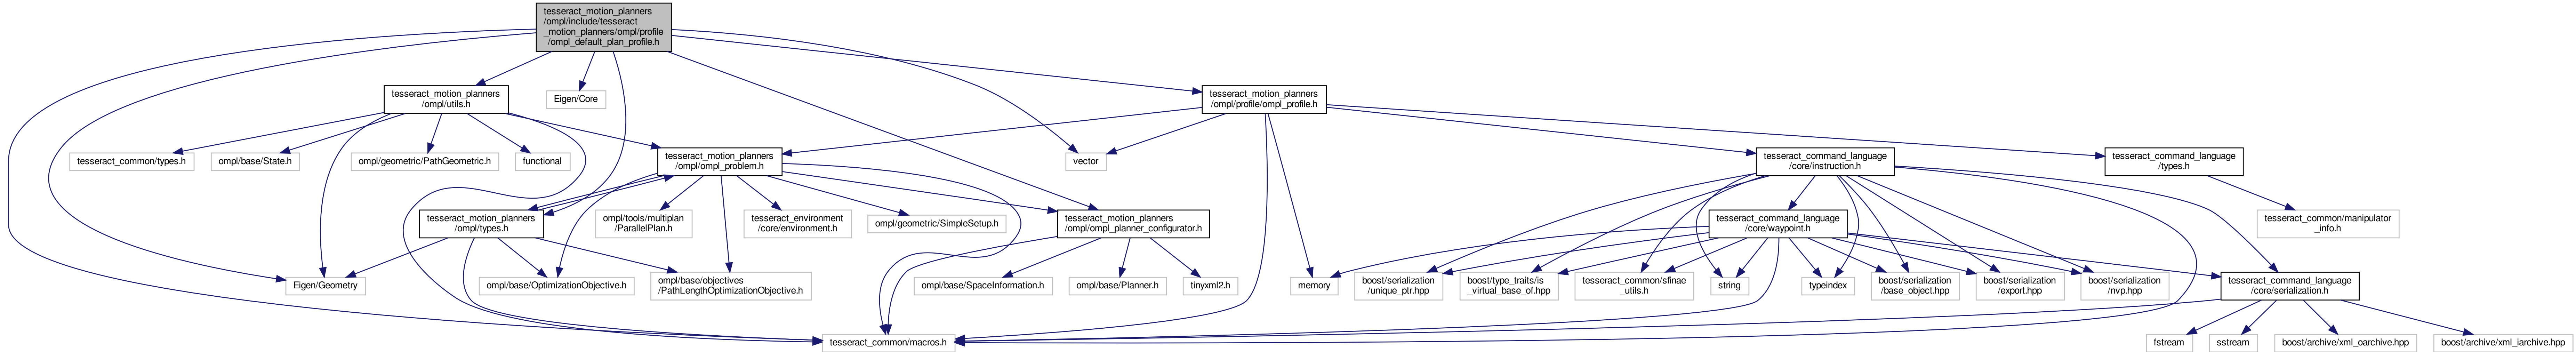 tesseract_motion_planners
/ompl/include/tesseract
_motion_planners/ompl/profile
/ompl_default_plan_profile.h
tesseract_motion_planners
/ompl/utils.h
Eigen/Core
tesseract_motion_planners
/ompl/profile/ompl_profile.h
tesseract_common/types.h
ompl/base/State.h
ompl/geometric/PathGeometric.h
functional
tesseract_motion_planners
/ompl/ompl_problem.h
vector
tesseract_command_language
/core/instruction.h
tesseract_command_language
/types.h
tesseract_motion_planners
/ompl/types.h
ompl/tools/multiplan
/ParallelPlan.h
tesseract_environment
/core/environment.h
ompl/geometric/SimpleSetup.h
tesseract_motion_planners
/ompl/ompl_planner_configurator.h
tesseract_command_language
/core/waypoint.h
tesseract_common/manipulator
_info.h
Eigen/Geometry
ompl/base/OptimizationObjective.h
ompl/base/objectives
/PathLengthOptimizationObjective.h
ompl/base/SpaceInformation.h
ompl/base/Planner.h
tinyxml2.h
memory
boost/serialization
/unique_ptr.hpp
boost/type_traits/is
_virtual_base_of.hpp
tesseract_common/sfinae
_utils.h
string
typeindex
boost/serialization
/base_object.hpp
boost/serialization
/export.hpp
boost/serialization
/nvp.hpp
tesseract_command_language
/core/serialization.h
tesseract_common/macros.h
fstream
sstream
boost/archive/xml_oarchive.hpp
boost/archive/xml_iarchive.hpp